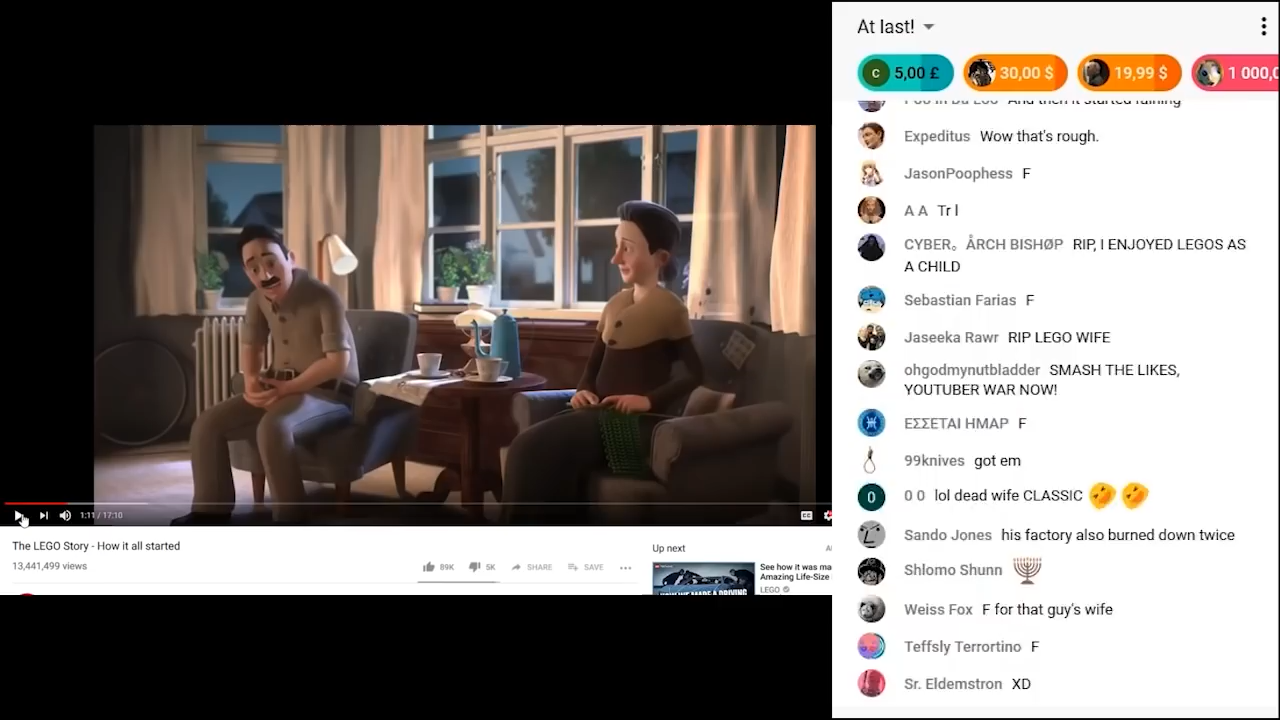 At last!
C 5,00 £ 30,00 $ 19,99 $ 1 000,0
And then it started raining
Expeditus Wow that's rough.
JasonPoophess F
A A Tr l
CYBER。ÅRCH BISHØP RIP, I ENJOYED LEGOS AS
A CHILD
Sebastian Farias F
Jaseeka Rawr RIP LEGO WIFE
ohgodmynutbladder SMASH THE LIKES,
YOUTUBER WAR NOW!
ΕΣΣΕΤΑΙ ΗΜΑΡ F
99knives got em
0 0 0 lol dead wife CLASSIC
Sando Jones his factory also burned down twice
Shlomo Shunn
Weiss Fox F for that guy's wife
Teffsly Terrortino F
Sr. Eldemstron XD
1:11 / 17:10
The LEGO Story - How it all started
13,441,499 views
89K 5K SHARE SAVE
Up next
See how it was ma
Amazing Life-Size
LEGO
HOW WE MADE A DRIVING